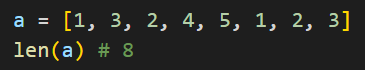 a = [1, 3, 2, 4, 5, 1, 2, 3]
len(a) # 8